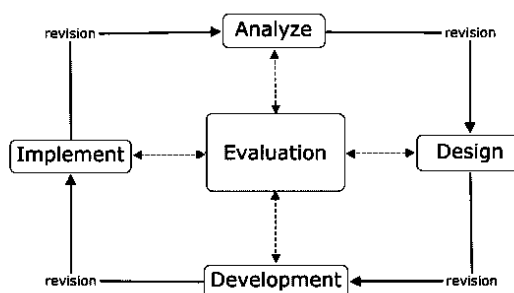 revision
Analyze
revision
Implement
Evaluation
Design
revision
Development
revision